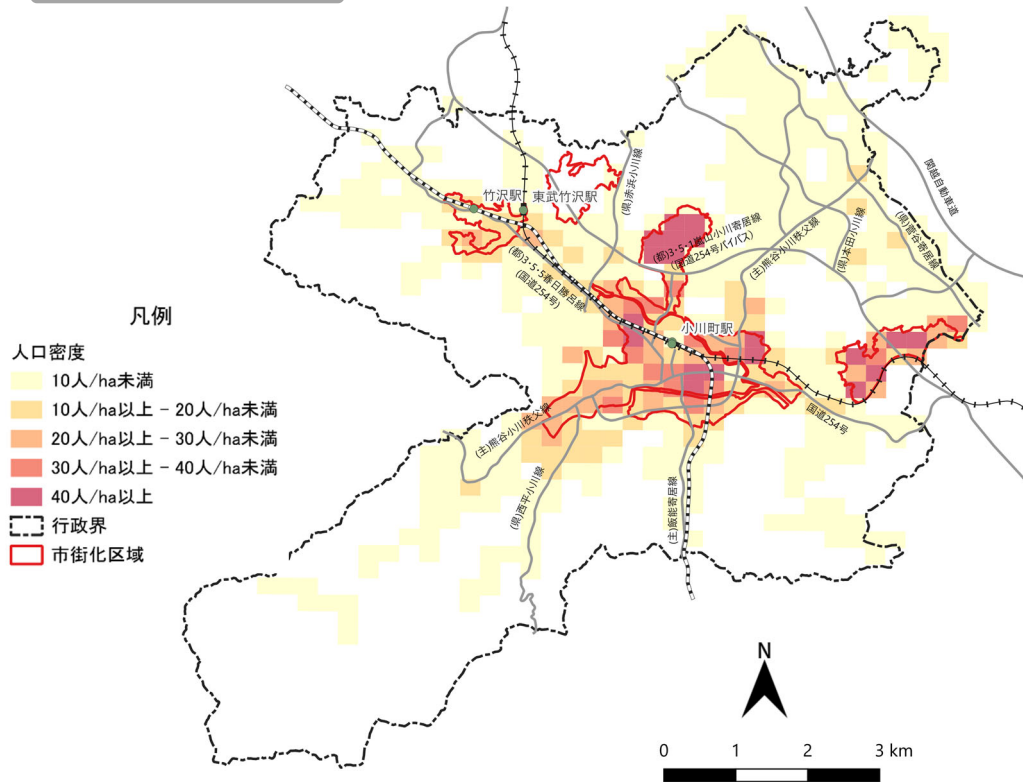 竹沢駅
東武竹沢駅
(県)赤浜小川線
関越自動車道
(都)3・5・1嵐山小川寄居線
(国道254号バイパス)
(主)熊谷小川秩父線
(県)本田小川線
(県)菅谷寄居線
(都)3・5・5春日勝呂線
(国道254号)
小川町駅
凡例
人口密度
10人/ha未満
10人/ha以上 − 20人/ha未満
20人/ha以上 − 30人/ha未満
30人/ha以上 − 40人/ha未満
40人/ha以上
行政界
市街化区域
(主)熊谷小川秩父線
国道254号
(県)西平小川線
(主)飯能寄居線
N
0 1 2 3 km